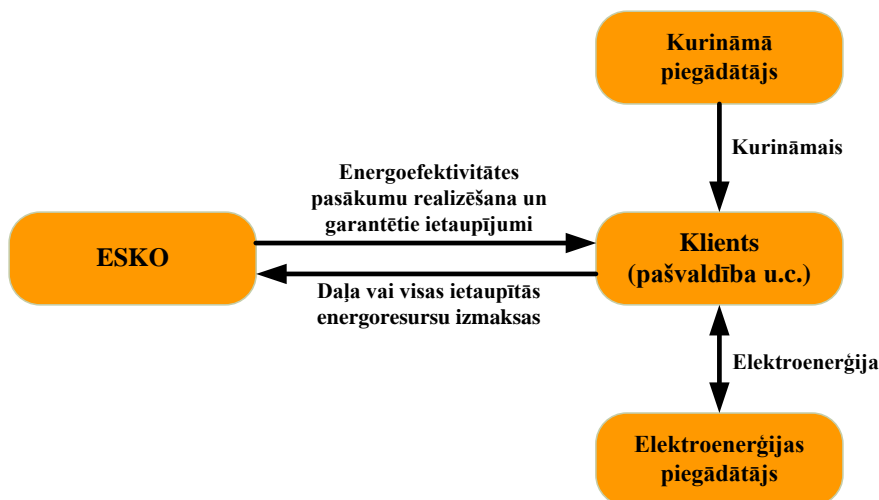 Kurināmā
piegādātājs
Kurināmais
Energoefektivitātes
pasākumu realizēšana un
garantētie ietaupījumi
ESKO
Klients
(pašvaldība u.c.)
Daļa vai visas ietaupītās
energoresursu izmaksas
Elektroenerģija
Elektroenerģijas
piegādātājs